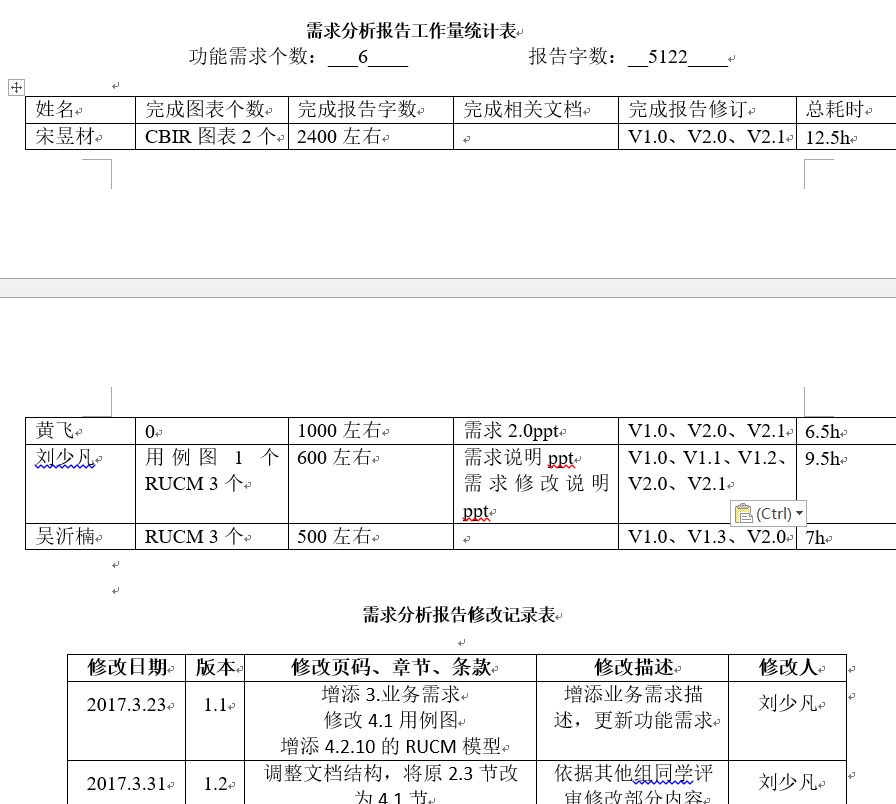 需求分析报告工作量统计表
功能需求个数：___6____ 报告字数：__5122____
姓名 完成图表个数 完成报告字数 完成相关文档 完成报告修订 总耗时
宋昱材 CBIR 图表 2 个 2400 左右 V1.0、V2.0、V2.1 12.5h
黄飞 0 1000 左右 需求 2.0ppt V1.0、V2.0、V2.1 6.5h
刘少凡 用例图 1 个 600 左右 需求说明 ppt V1.0、V1.1、V1.2、 9.5h
RUCM 3 个 需求修改说明 V2.0、V2.1
ppt
(Ctrl)
吴沂楠 RUCM 3 个 500 左右 V1.0、V1.3、V2.0 7h
需求分析报告修改记录表
修改日期 版本 修改页码、章节、条款 修改描述 修改人
2017.3.23 1.1 增添 3.业务需求 增添业务需求描 刘少凡
修改 4.1 用例图 述，更新功能需求
增添 4.2.10 的 RUCM 模型
2017.3.31 1.2 调整文档结构，将原 2.3 节改 依据其他组同学评 刘少凡
为 4.1 节 审修改部分内容